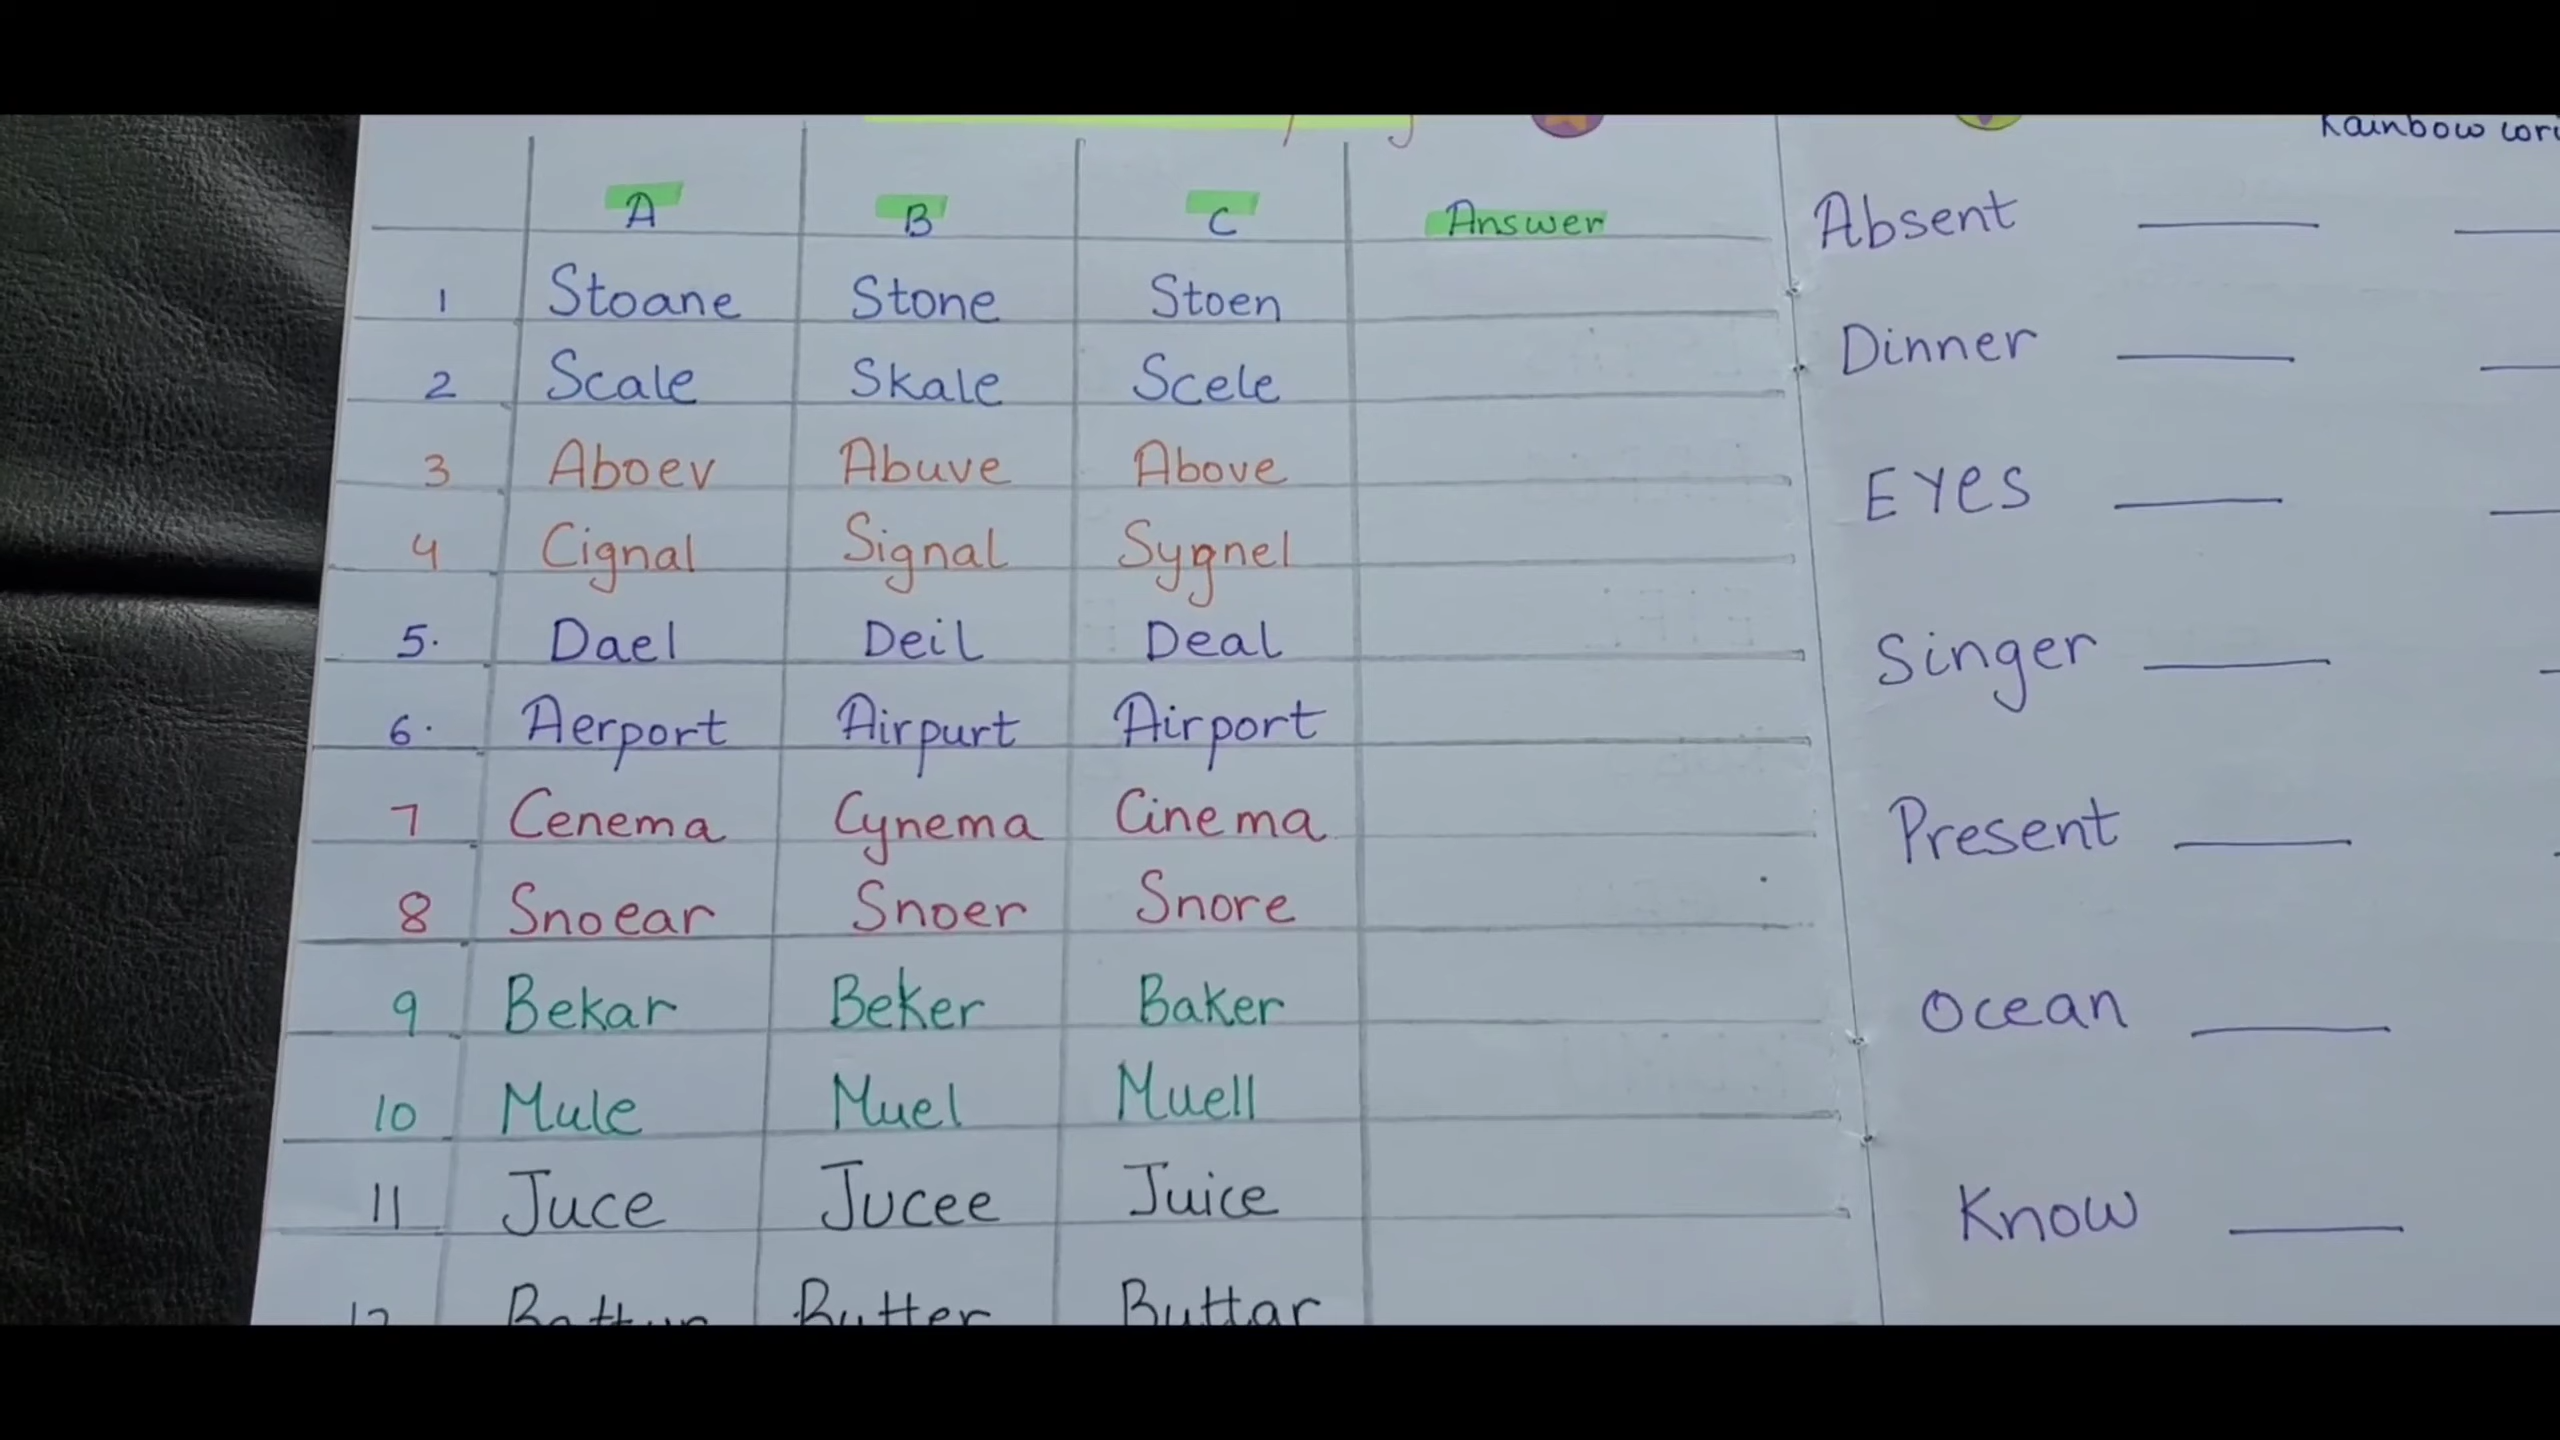 Rainbow
A B C Answer
1 Stoane Stone Stoen
2 Scale Skale Scele
3 Aboev Abuve Above
4 Cignal Signal Sygnel
5. Dael Deil Deal
6. Aerport Airpurt Airport
7 Cenema Cynema Cinema
8 Snoear Snoer Snore
9 Bekar Beker Baker
10 Mule Muel Muell
11 Juce Jucee Juice
12 Butter Buttar
Absent
Dinner
EYes
Singer
Present
Ocean
Know